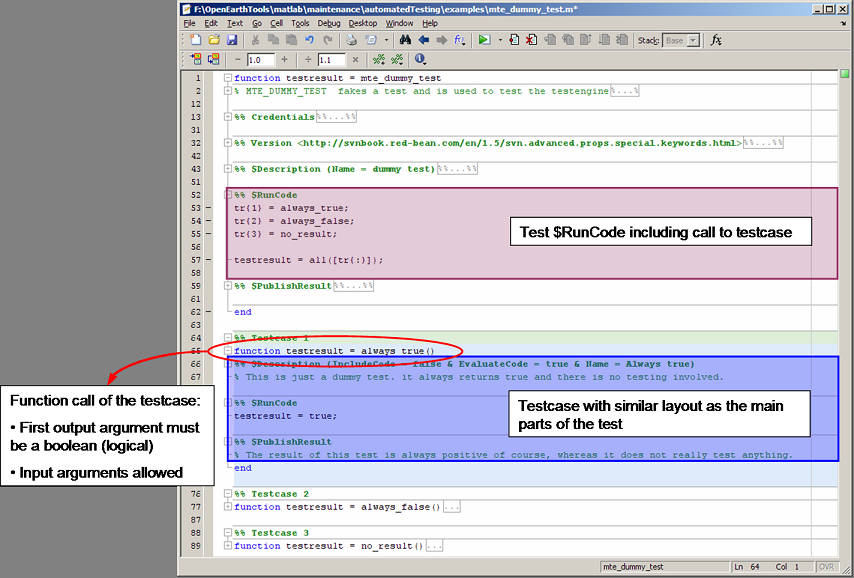 F:\OpenEarthTools\matlab\maintenance\automatedTesting\examples\mte_dummy_test.m*
File Edit Text Go Cell Tools Debug Desktop Window Help
Stack: Base fx
1.0 1.1
1 function testresult = mte_dummy_test
2 % MTE_DUMMY_TEST fakes a test and is used to test the testengine%...%
12
13 %% Credentials%%...%%
31
32 %% Version <http://svnbook.red-bean.com/en/1.5/svn.advanced.props.special.keywords.html>%%...%%
42
43 %% $Description (Name = dummy test)%%...%%
51
52 %% $RunCode
53 tr(1) = always_true;
54 tr(2) = always_false;
55 tr(3) = no_result;
56
57 testresult = all([tr(:)]);
58
59 %% $PublishResult%%...%%
61
62 end
63
64 %% Testcase 1
65 function testresult = always_true()
66 %% $Description (IncludeCode = false & EvaluateCode = true & Name = Always true)
67 % This is just a dummy test. it always returns true and there is no testing involved.
%% $RunCode
testresult = true;
%% $PublishResult
% The result of this test is always positive of course, whereas it does not really test anything.
end
76 %% Testcase 2
77 function testresult = always_false()...
87
88 %% Testcase 3
89 function testresult = no_result()...
Test $RunCode including call to testcase
Testcase with similar layout as the main
parts of the test
Function call of the testcase:
• First output argument must
be a boolean (logical)
• Input arguments allowed
mte_dummy_test Ln 64 Col 1 OVR